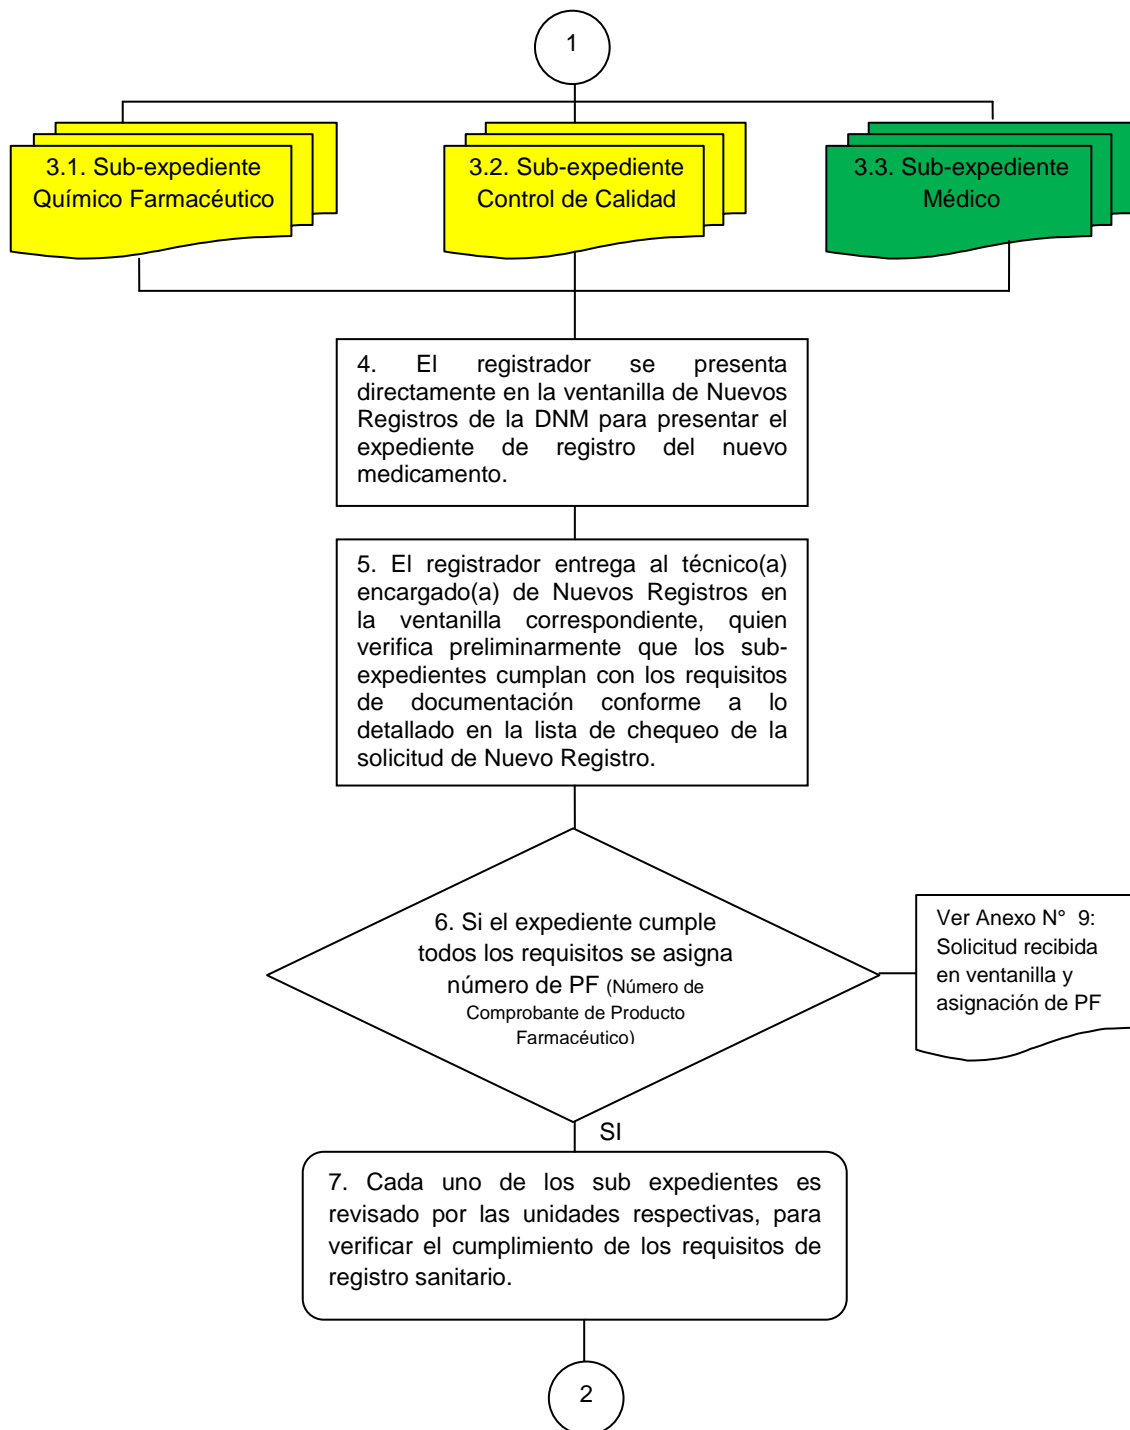 1
3.1. Sub-expediente
Químico Farmacéutico
3.2. Sub-expediente
Control de Calidad
3.3. Sub-expediente
Médico
4. El registrador se presenta
directamente en la ventanilla de Nuevos
Registros de la DNM para presentar el
expediente de registro del nuevo
medicamento.
5. El registrador entrega al técnico(a)
encargado(a) de Nuevos Registros en
la ventanilla correspondiente, quien
verifica preliminarmente que los sub-
expedientes cumplan con los requisitos
de documentación conforme a lo
detallado en la lista de chequeo de la
solicitud de Nuevo Registro.
6. Si el expediente cumple
todos los requisitos se asigna
número de PF (Número de
Comprobante de Producto
Farmacéutico)
Ver Anexo N° 9:
Solicitud recibida
en ventanilla y
asignación de PF
SI
7. Cada uno de los sub expedientes es
revisado por las unidades respectivas, para
verificar el cumplimiento de los requisitos de
registro sanitario.
2